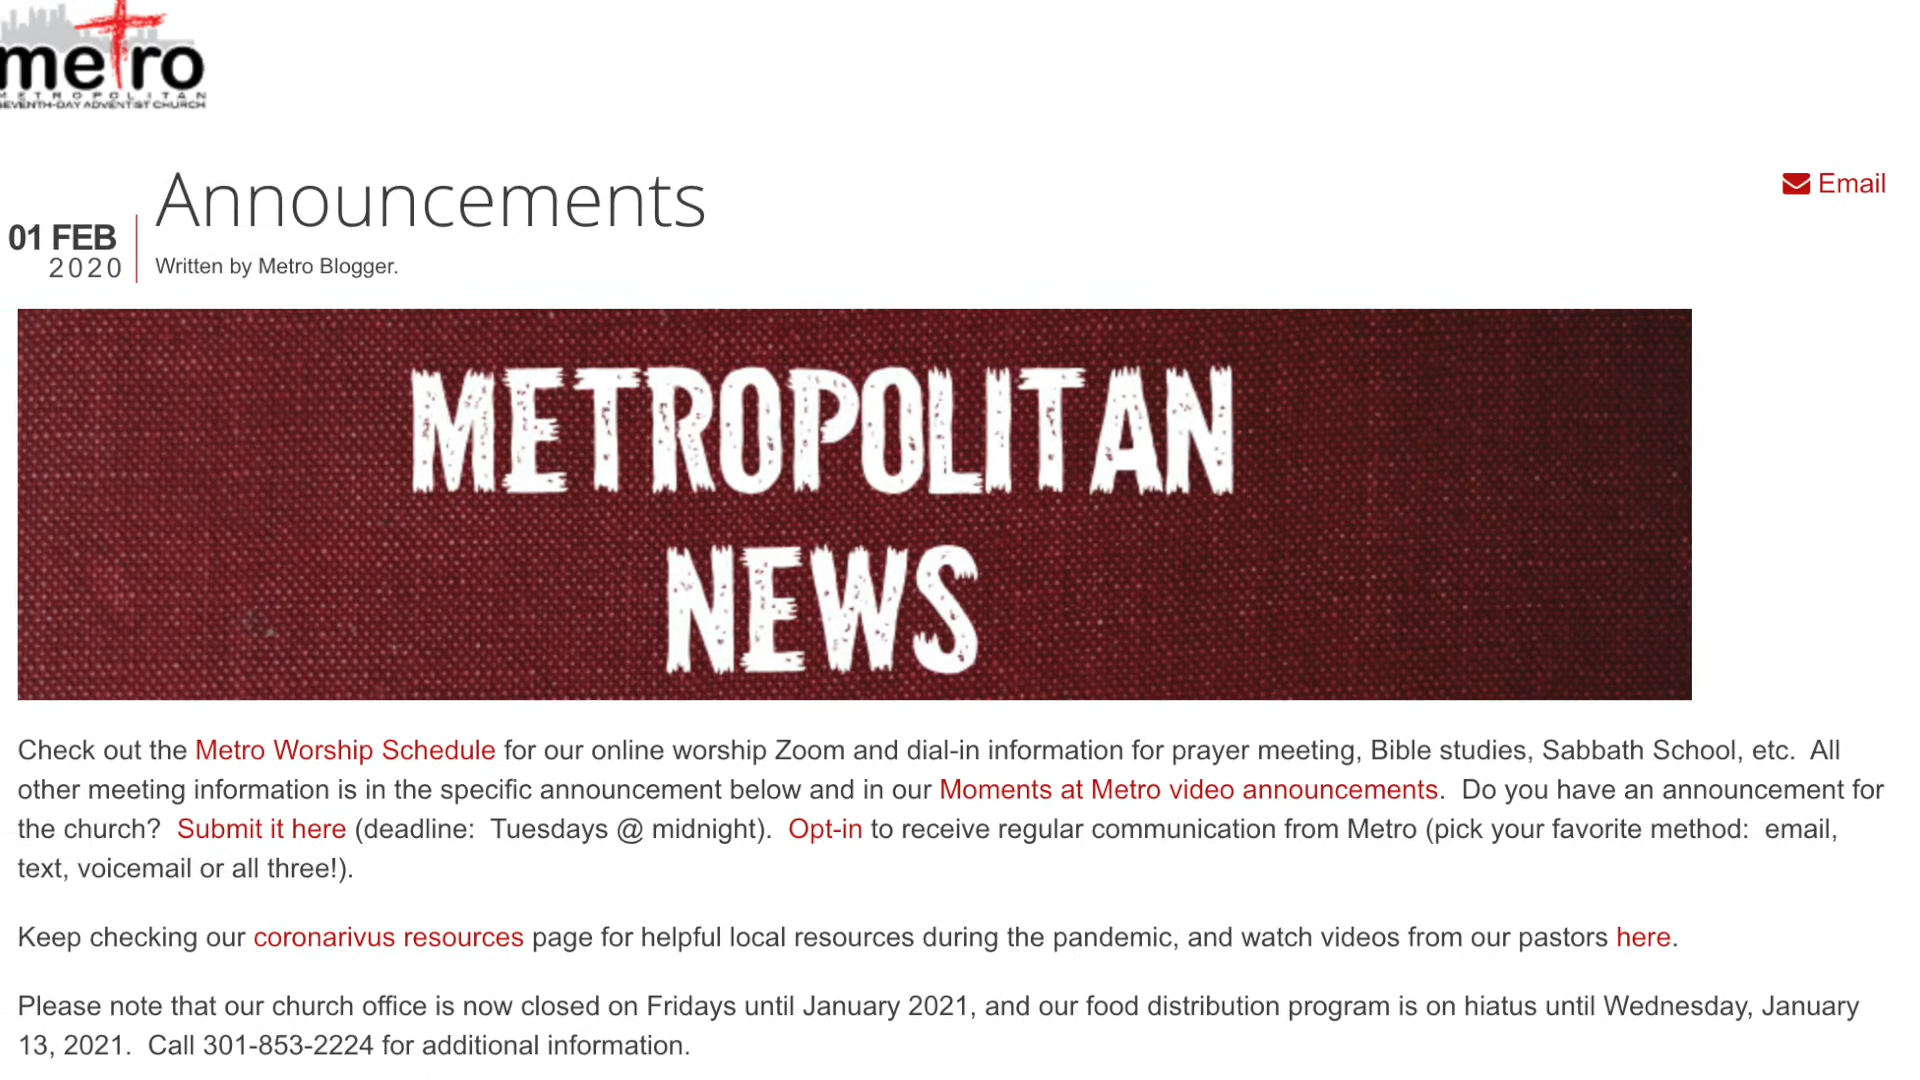 metro
METROPOLITAN
SEVENTH-DAY ADVENTIST CHURCH
Announcements
Email
01 FEB
2020
Written by Metro Blogger.
METROPOLITAN
NEWS
Check out the Metro Worship Schedule for our online worship Zoom and dial-in information for prayer meeting, Bible studies, Sabbath School, etc.  All
other meeting information is in the specific announcement below and in our Moments at Metro video announcements.  Do you have an announcement for
the church?  Submit it here (deadline:  Tuesdays @ midnight).  Opt-in to receive regular communication from Metro (pick your favorite method:  email,
text, voicemail or all three!).
Keep checking our coronarivus resources page for helpful local resources during the pandemic, and watch videos from our pastors here.
Please note that our church office is now closed on Fridays until January 2021, and our food distribution program is on hiatus until Wednesday, January
13, 2021.  Call 301-853-2224 for additional information.